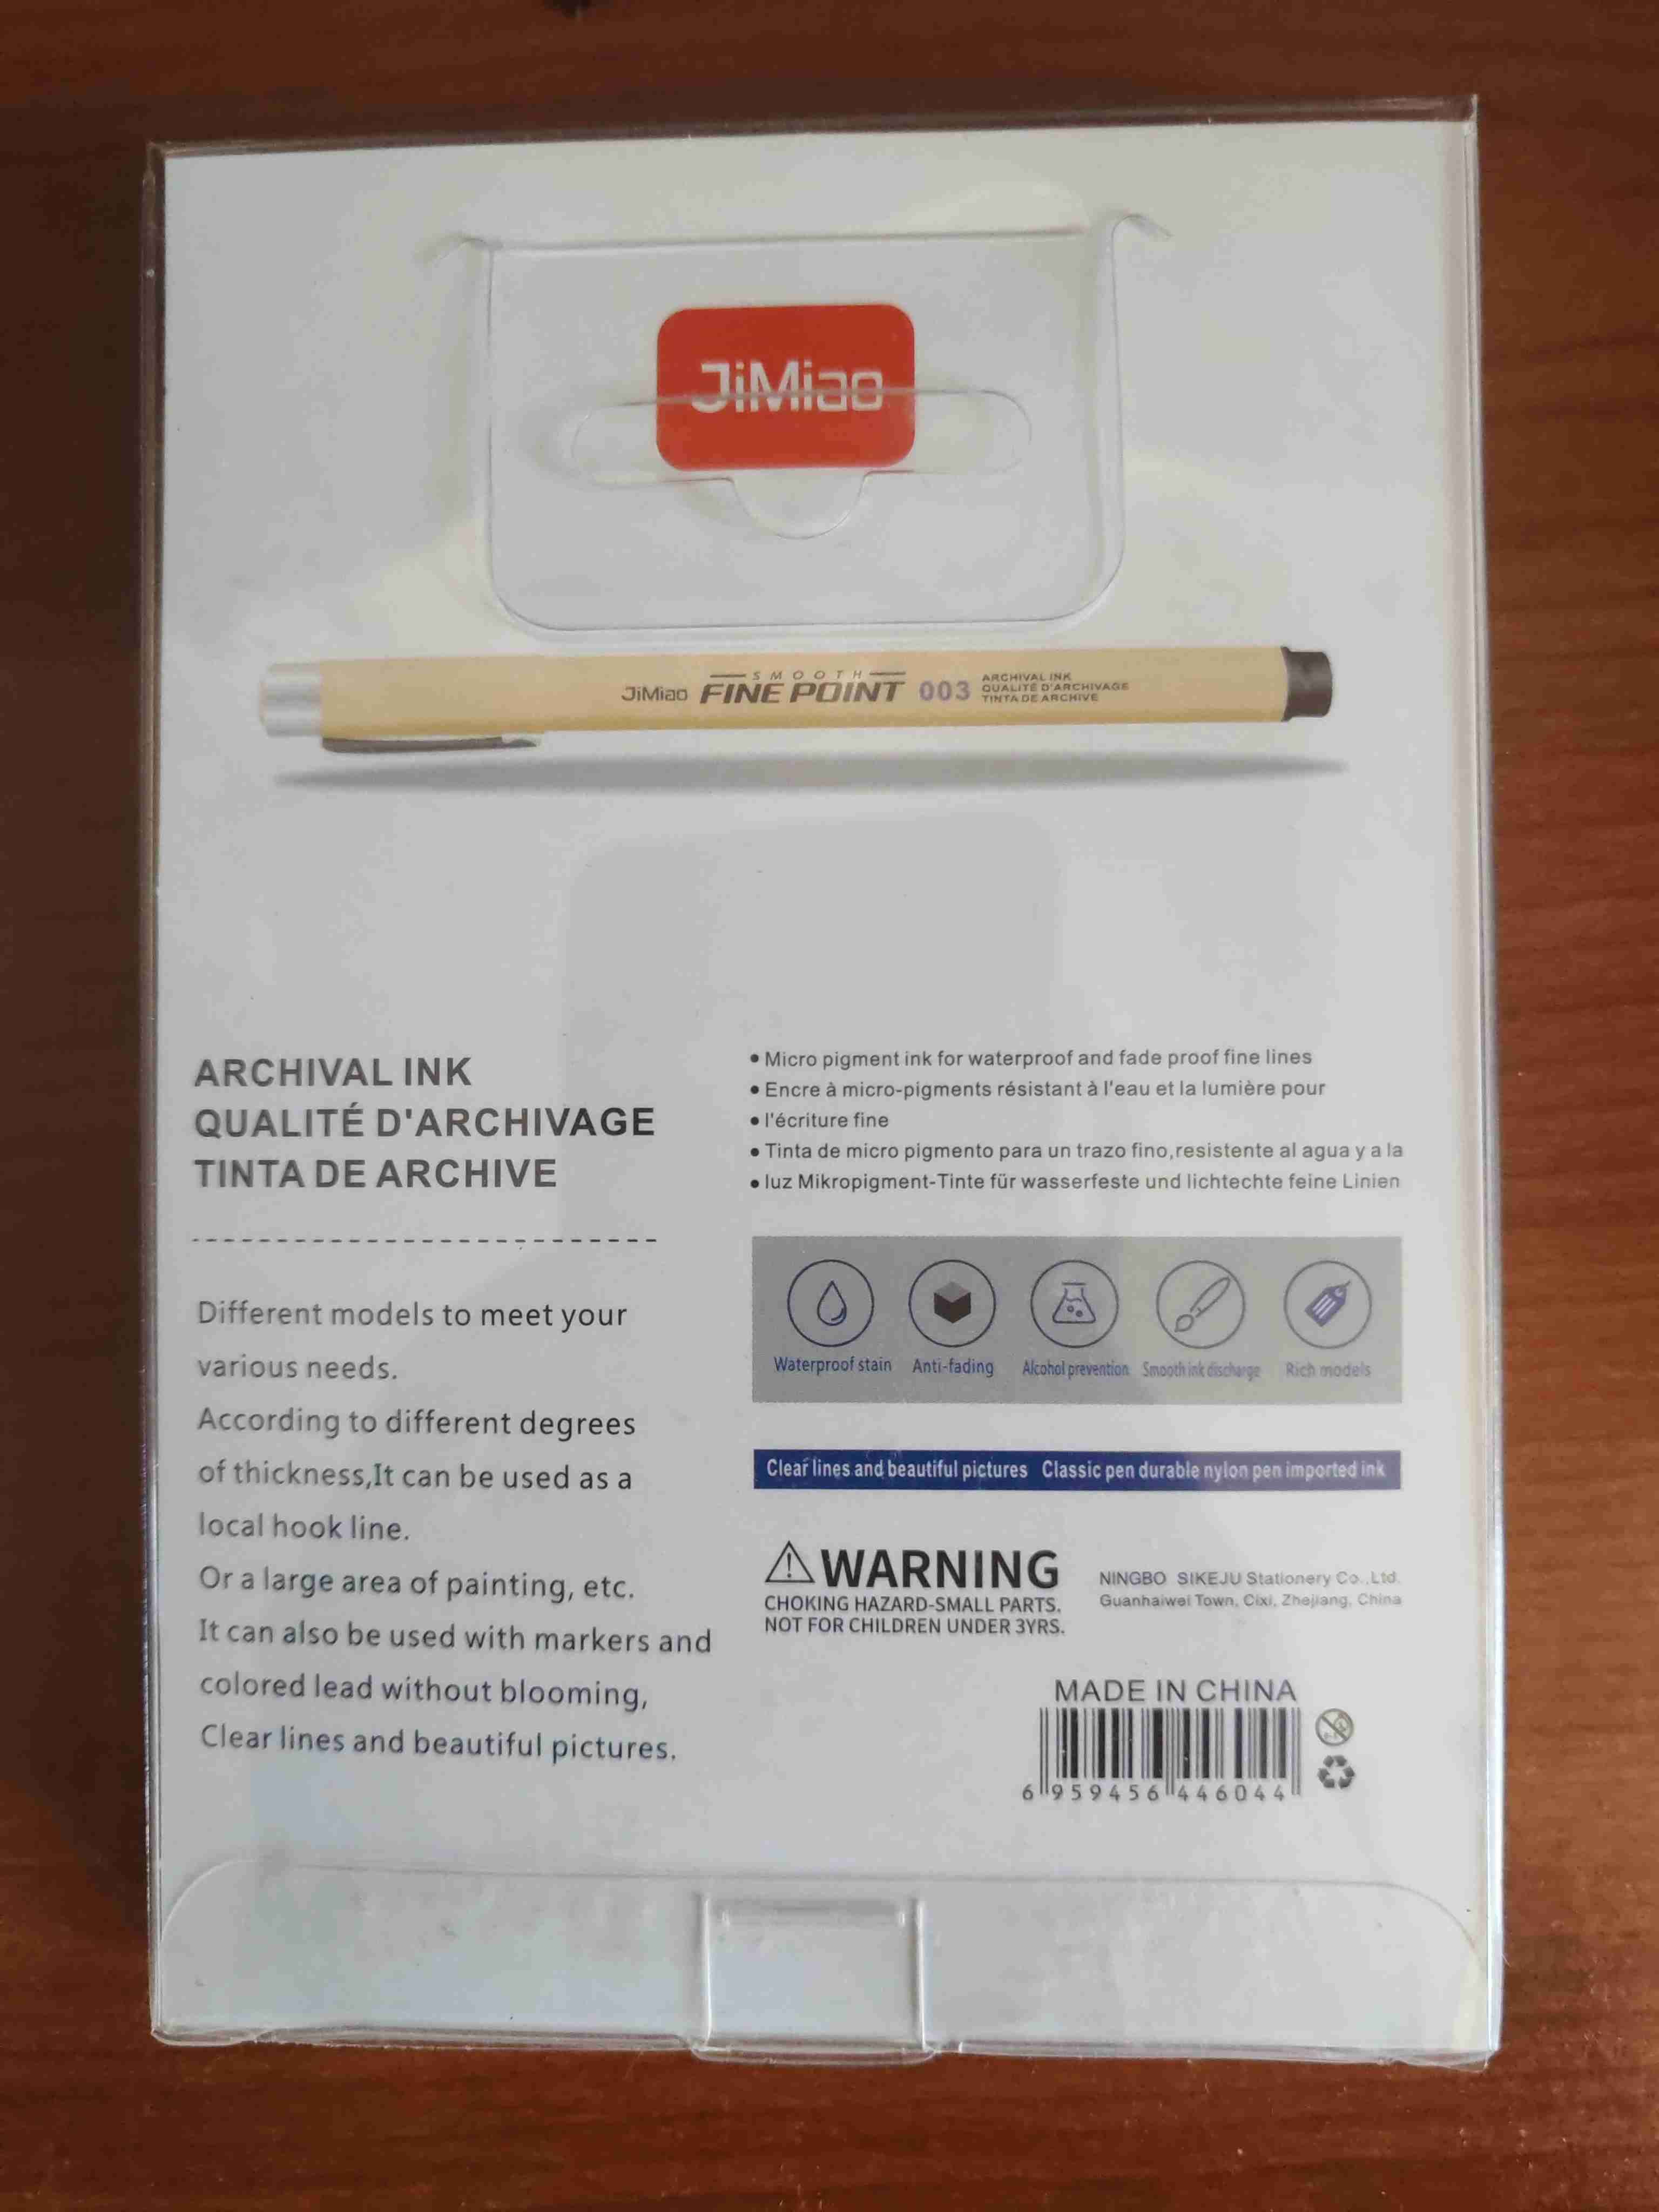 JiMiao
SMOOTH
JiMiao FINE POINT 003
ARCHIVAL INK
QUALITÉ D'ARCHIVAGE
TINTA DE ARCHIVE
ARCHIVAL INK
QUALITÉ D'ARCHIVAGE
TINTA DE ARCHIVE
Different models to meet your
various needs.
According to different degrees
of thickness,It can be used as a
local hook line.
Or a large area of painting, etc.
It can also be used with markers and
colored lead without blooming,
Clear lines and beautiful pictures.
• Micro pigment ink for waterproof and fade proof fine lines
• Encre à micro-pigments résistant à l'eau et la lumière pour
• l'écriture fine
• Tinta de micro pigmento para un trazo fino,resistente al agua y a la
• luz Mikropigment-Tinte für wasserfeste und lichtechte feine Linien
Waterproof stain Anti-fading Alcohol prevention Smooth ink discharge Rich models
Clear lines and beautiful pictures Classic pen durable nylon pen imported ink
WARNING
CHOKING HAZARD-SMALL PARTS.
NOT FOR CHILDREN UNDER 3YRS.
NINGBO SIKEJU Stationery Co.,Ltd.
Guanhaiwei Town, Cixi, Zhejiang, China
MADE IN CHINA
6 959456 446044